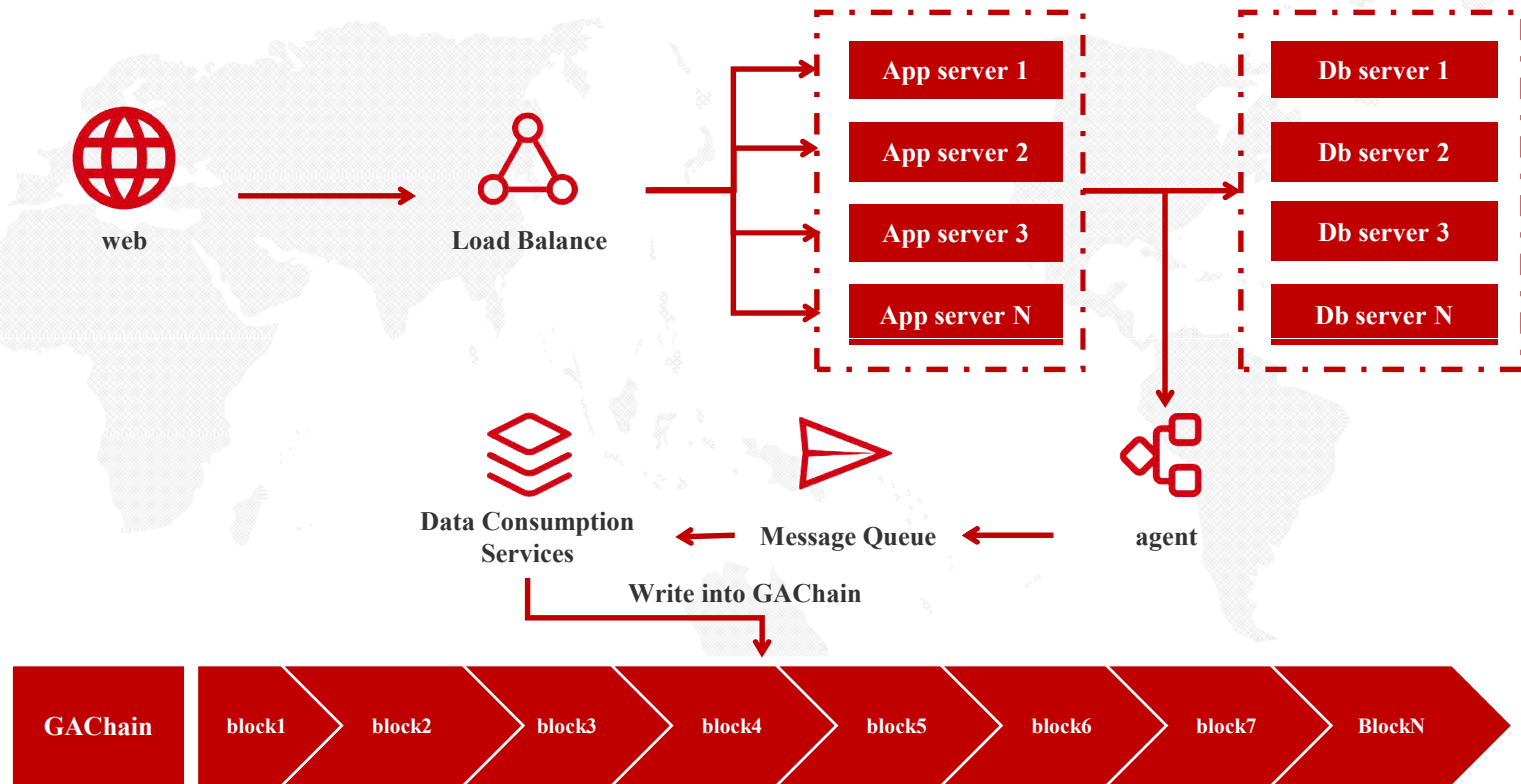 App server 1
Db server 1
App server 2
Db server 2
web
Load Balance
App server 3
Db server 3
App server N
Db server N
Data Consumption
Services
Message Queue
agent
Write into GAChain
GAChain
block1
block2
block3
block4
block5
block6
block7
BlockN